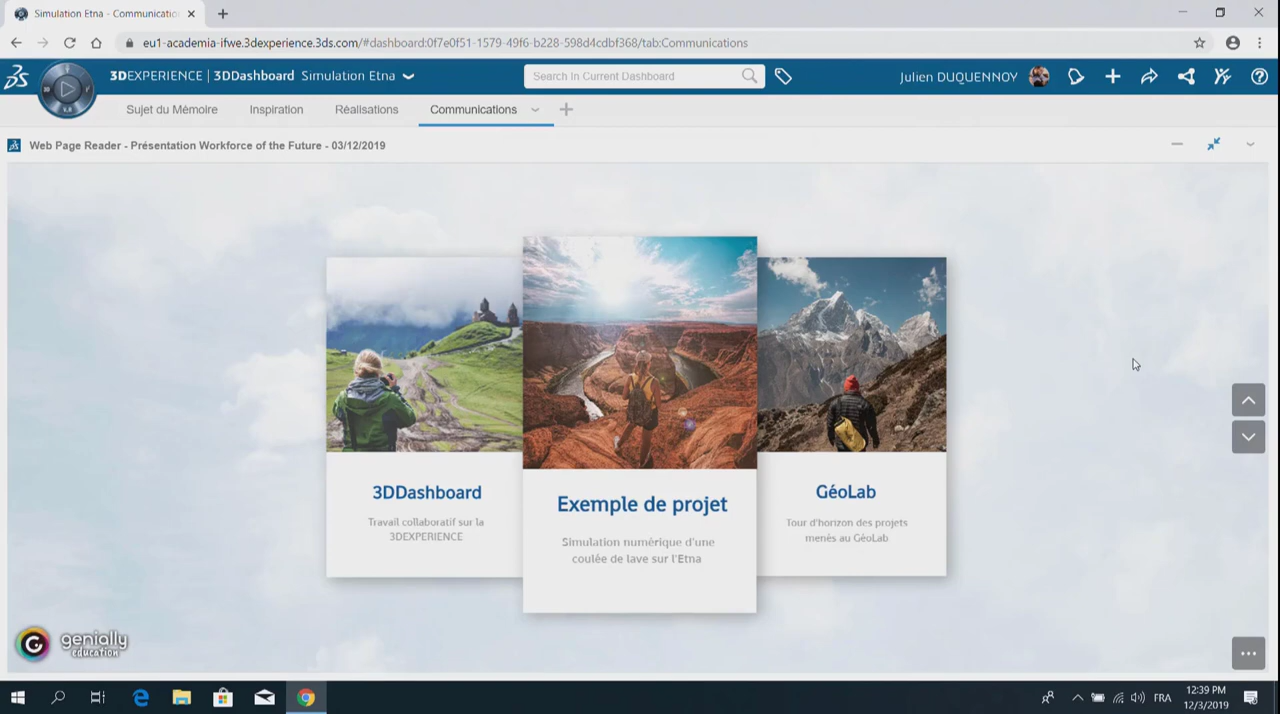 Simulation Etna - Communicatio
eu1-academia-ifwe.3dexperience.3ds.com/#dashboard:0f7e0f51-1579-49f6-b228-598d4cdbf368/tab:Communications
3DEXPERIENCE | 3DDashboard Simulation Etna
Search In Current Dashboard
Julien DUQUENNOY
Sujet du Mémoire
Inspiration
Réalisations
Communications
Web Page Reader - Présentation Workforce of the Future - 03/12/2019
3DDashboard
Travail collaboratif sur la
3DEXPERIENCE
Exemple de projet
Simulation numérique d'une
coulée de lave sur l'Etna
GéoLab
Tour d'horizon des projets
menés au GéoLab
genially
education
FRA
12:39 PM
12/3/2019